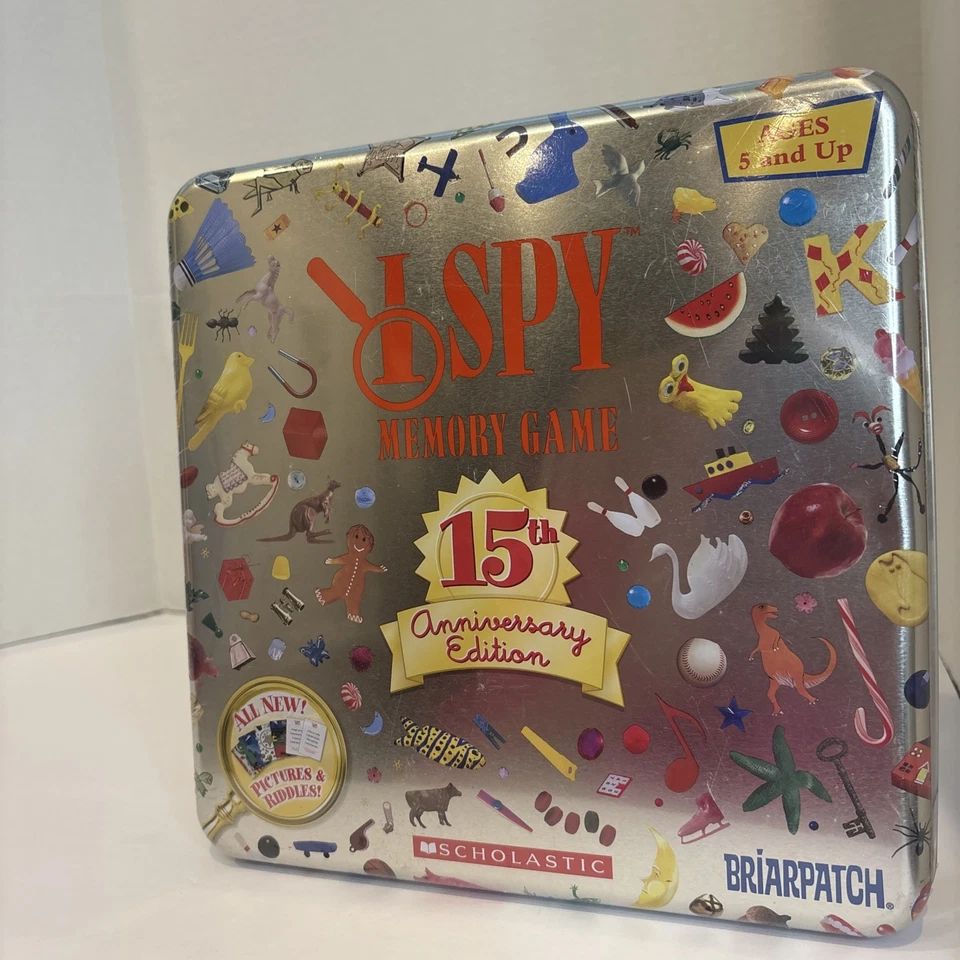 AGES
5 and Up
I SPY™
MEMORY GAME
15th
Anniversary
Edition
K
ALL NEW!
PICTURES &
RIDDLES!
SCHOLASTIC
BRIARPATCH®